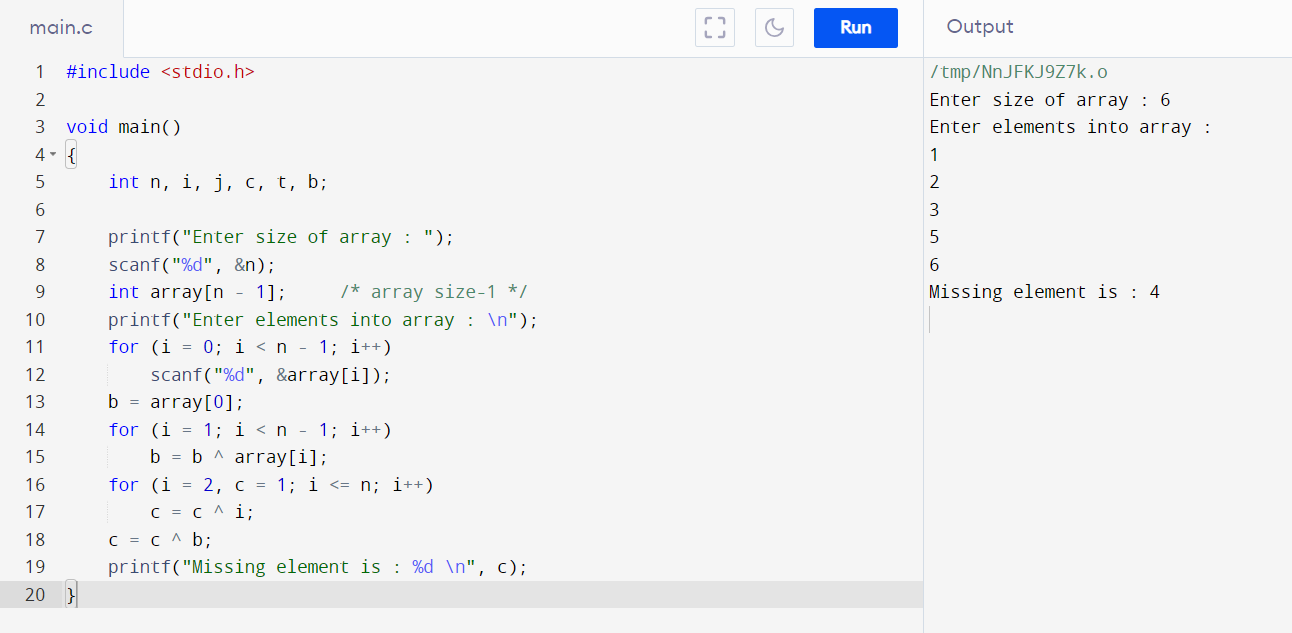 main.c
Run
Output
1 #include <stdio.h>
2
3 void main()
4 {
5     int n, i, j, c, t, b;
6
7     printf("Enter size of array : ");
8     scanf("%d", &n);
9     int array[n - 1];     /* array size-1 */
10     printf("Enter elements into array : \n");
11     for (i = 0; i < n - 1; i++)
12         scanf("%d", &array[i]);
13     b = array[0];
14     for (i = 1; i < n - 1; i++)
15         b = b ^ array[i];
16     for (i = 2, c = 1; i <= n; i++)
17         c = c ^ i;
18     c = c ^ b;
19     printf("Missing element is : %d \n", c);
20 }
/tmp/NnJFKJ9Z7k.o
Enter size of array : 6
Enter elements into array :
1
2
3
5
6
Missing element is : 4